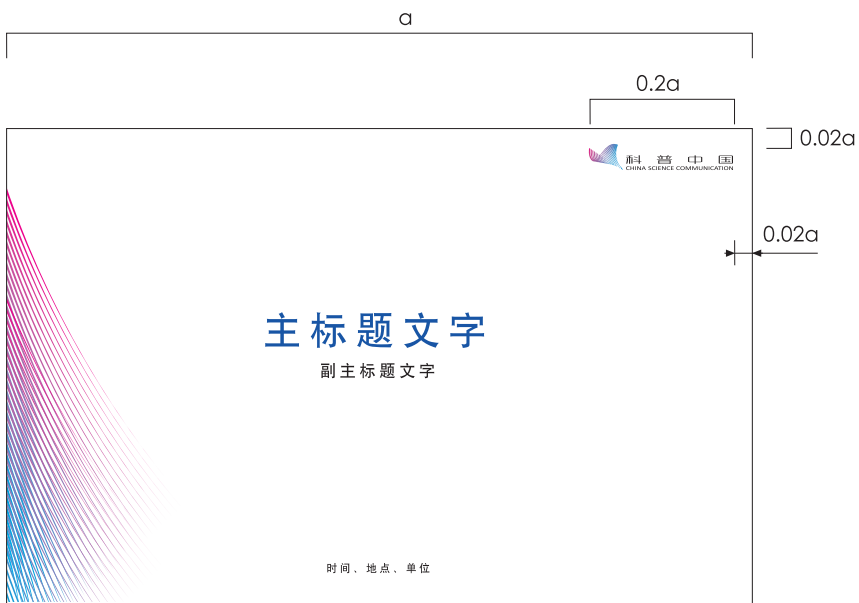 a
0.2a
0.02a
科普中国
CHINA SCIENCE COMMUNICATION
0.02a
主标题文字
副主标题文字
时间、地点、单位